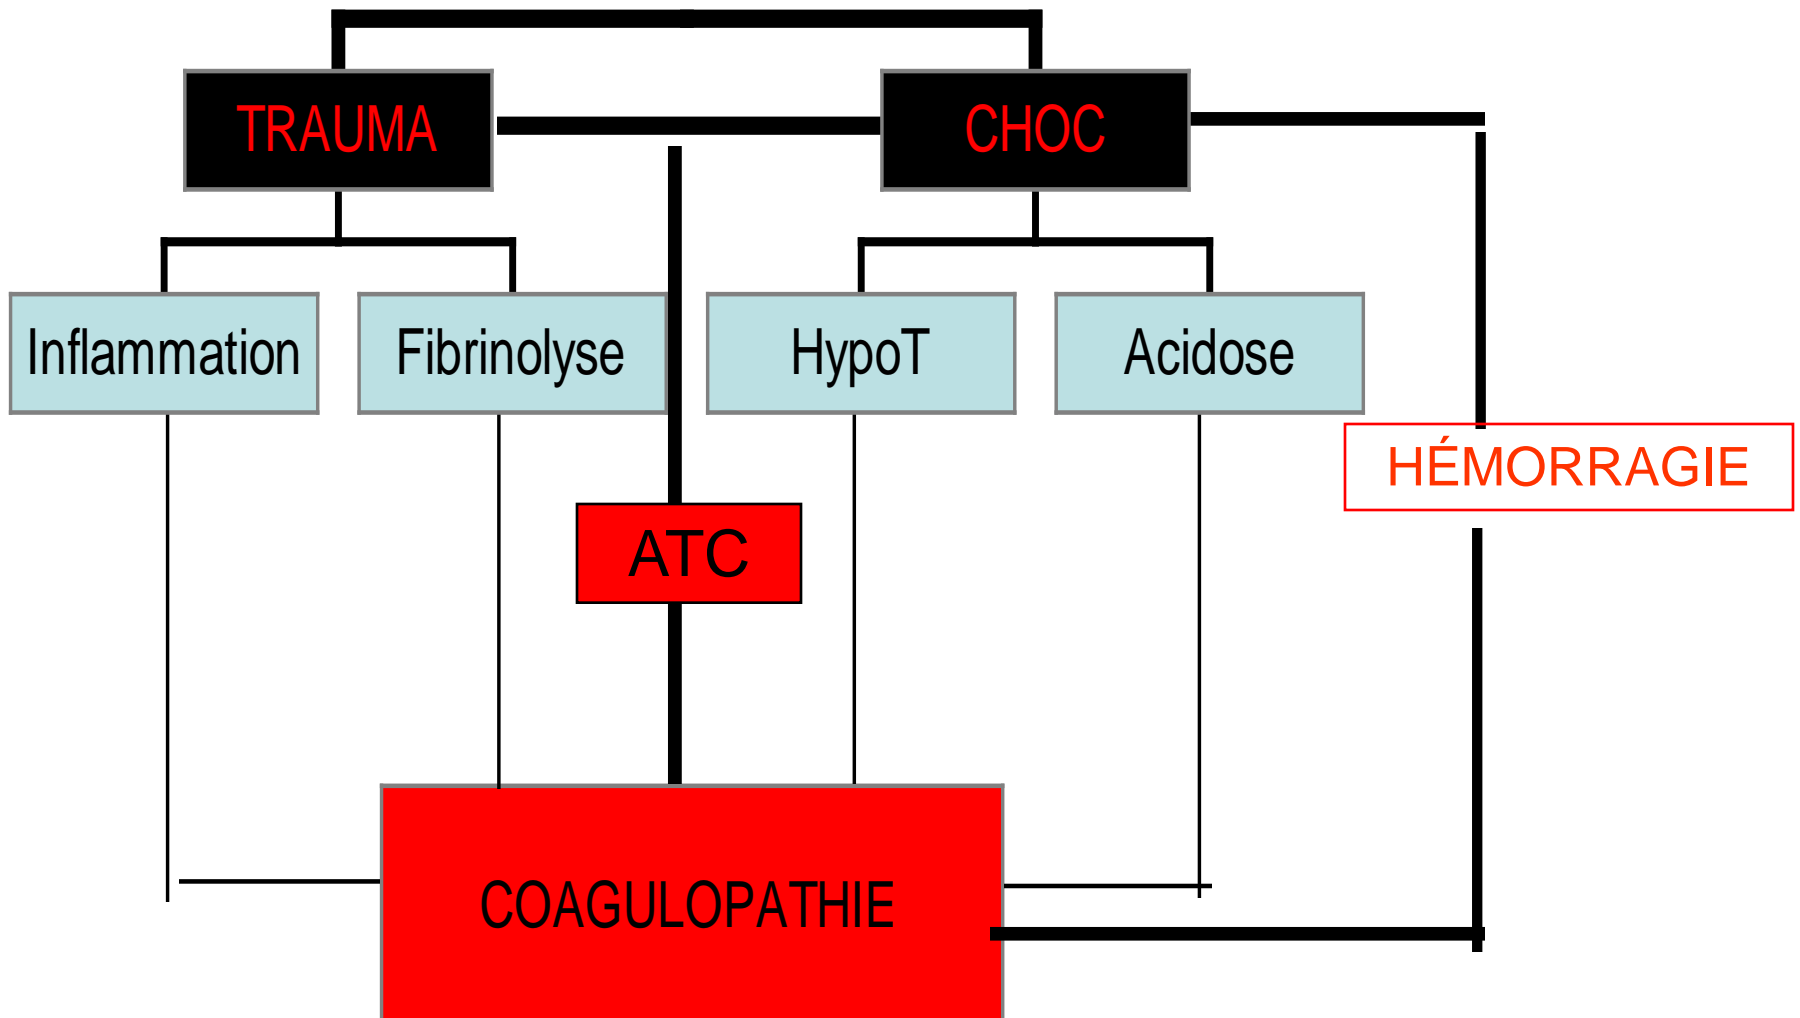 TRAUMA
CHOC
Inflammation
Fibrinolyse
HypoT
Acidose
HÉMORRAGIE
ATC
COAGULOPATHIE